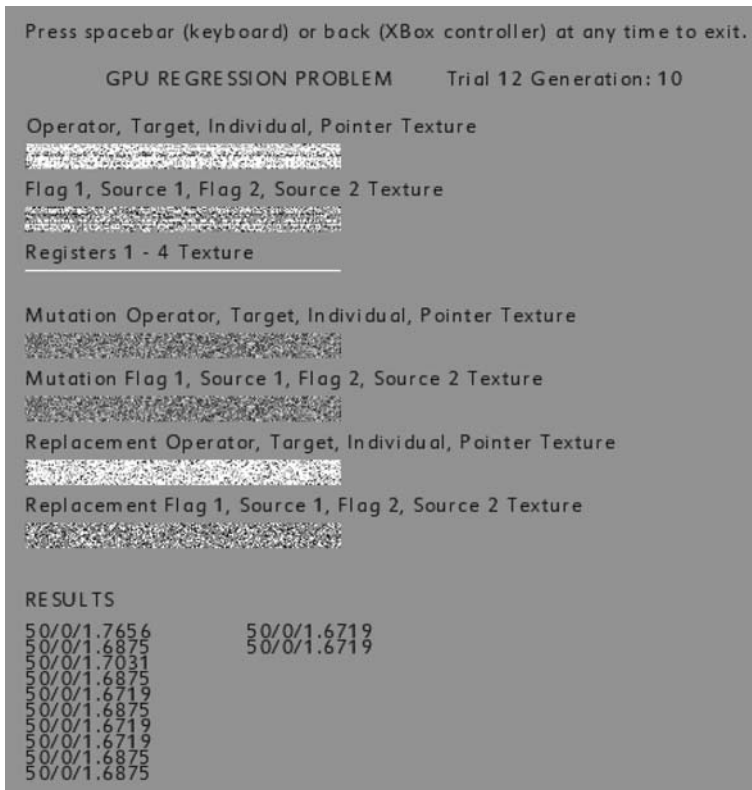 Press spacebar (keyboard) or back (XBox controller) at any time to exit.
GPU REGRESSION PROBLEM Trial 12 Generation: 10
Operator, Target, Individual, Pointer Texture
Flag 1, Source 1, Flag 2, Source 2 Texture
Registers 1 - 4 Texture
Mutation Operator, Target, Individual, Pointer Texture
Mutation Flag 1, Source 1, Flag 2, Source 2 Texture
Replacement Operator, Target, Individual, Pointer Texture
Replacement Flag 1, Source 1, Flag 2, Source 2 Texture
RESULTS
50/0/1.7656 50/0/1.6719
50/0/1.6875 50/0/1.6719
50/0/1.7031
50/0/1.6875
50/0/1.6719
50/0/1.6875
50/0/1.6719
50/0/1.6719
50/0/1.6875
50/0/1.6875